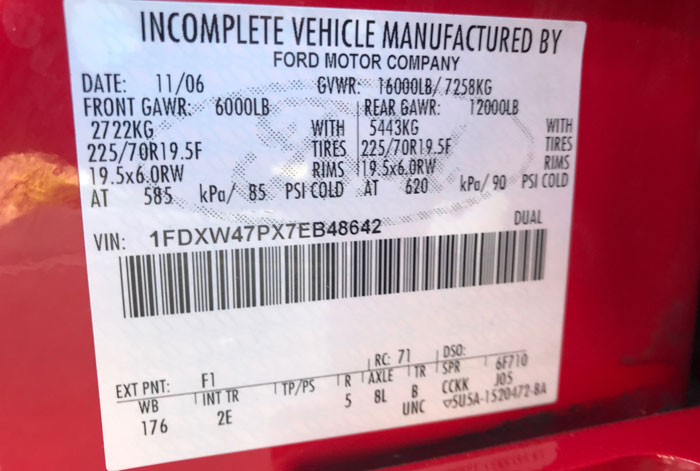 INCOMPLETE VEHICLE MANUFACTURED BY
FORD MOTOR COMPANY
DATE: 11/06 GVWR: 16000LB/ 7258KG
FRONT GAWR: 6000LB REAR GAWR: 12000LB
2722KG WITH 5443KG WITH
225/70R19.5F TIRES 225/70R19.5F TIRES
19.5x6.0RW RIMS 19.5x6.0RW RIMS
AT 585 kPa/ 85 PSI COLD AT 620 kPa/ 90 PSI COLD
VIN: 1FDXW47PX7EB48642 DUAL
EXT PNT: F1 RC: 71 DSO:
WB INT TR TP/PS R AXLE TR SPR 6F710
176 2E 5 8L B CCKK J05
UNC 5U5A-1520472-BA